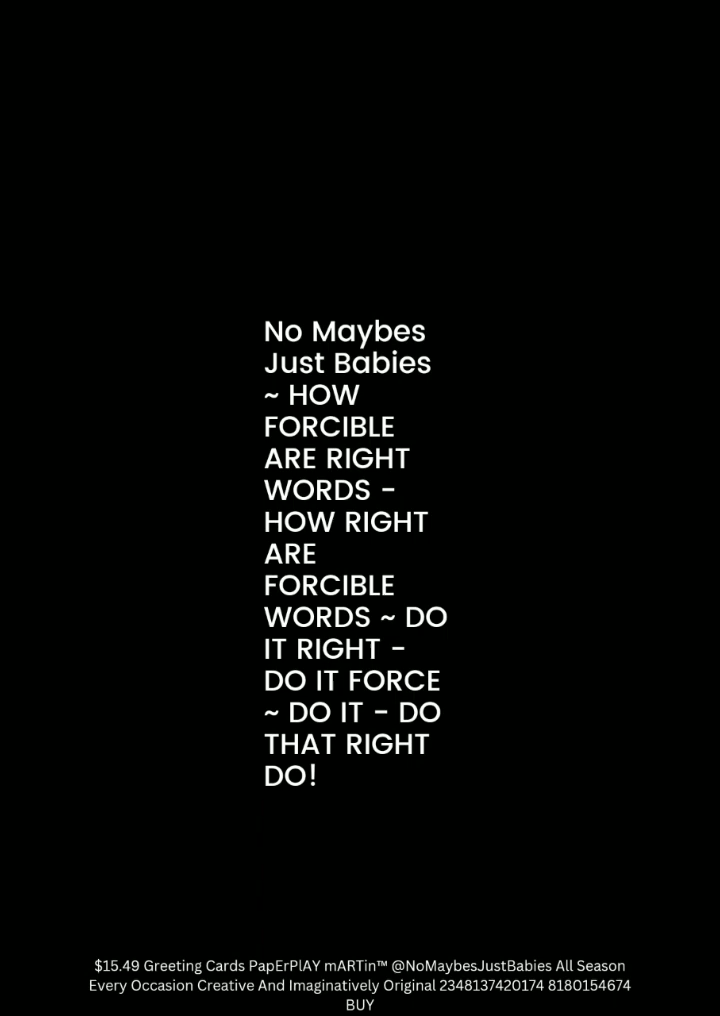 No Maybes
Just Babies
~ HOW
FORCIBLE
ARE RIGHT
WORDS -
HOW RIGHT
ARE
FORCIBLE
WORDS ~ DO
IT RIGHT -
DO IT FORCE
~ DO IT - DO
THAT RIGHT
DO!
$15.49 Greeting Cards PapErPlAY mARTin™ @NoMaybesJustBabies All Season
Every Occasion Creative And Imaginatively Original 2348137420174 8180154674
BUY